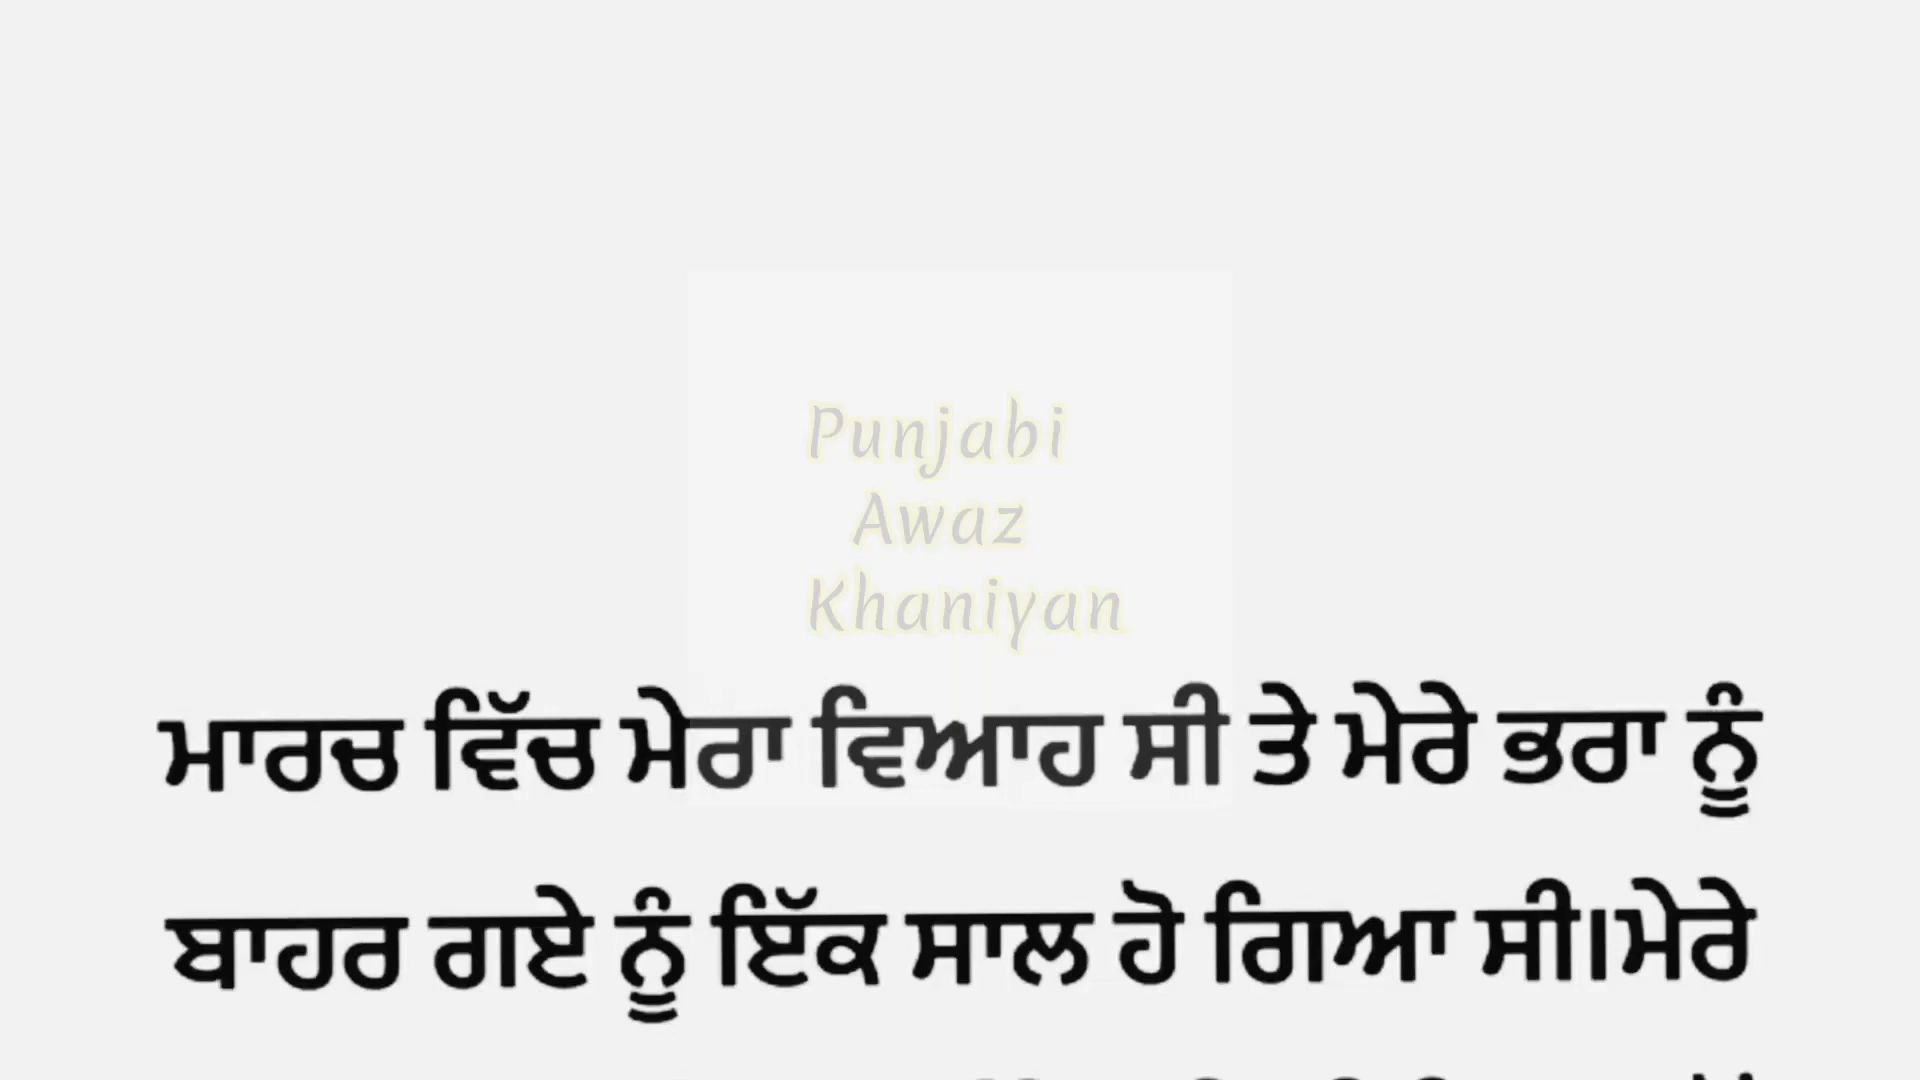 Punjabi
Awaz
Khaniyan
ਮਾਰਚ ਵਿੱਚ ਮੇਰਾ ਵਿਆਹ ਸੀ ਤੇ ਮੇਰੇ ਭਰਾ ਨੂੰ
ਬਾਹਰ ਗਏ ਨੂੰ ਇੱਕ ਸਾਲ ਹੋ ਗਿਆ ਸੀ।ਮੇਰੇ